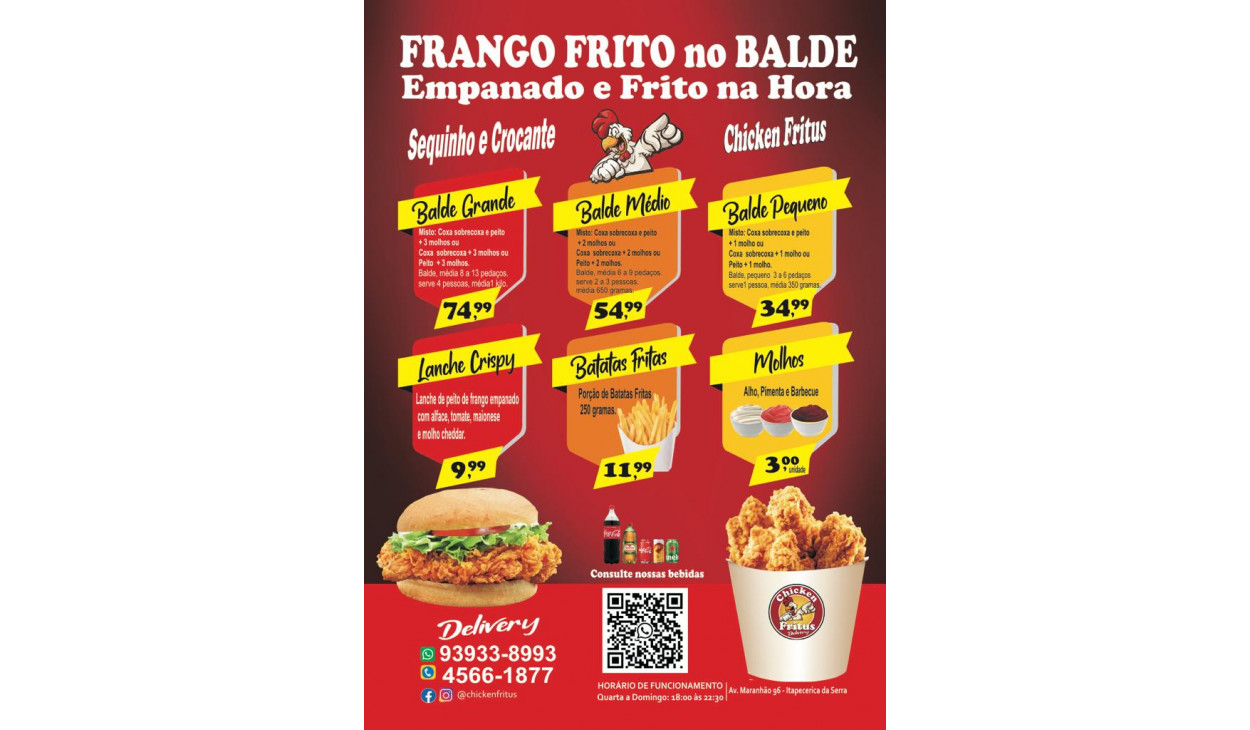 FRANGO FRITO no BALDE
Empanado e Frito na Hora
Sequinho e Crocante
Chicken Fritus
Balde Grande
Misto: Coxa sobrecoxa e peito
+ 3 molhos ou
Coxa sobrecoxa + 3 molhos ou
Peito + 3 molhos.
Balde, média 8 a 13 pedaços.
serve 4 pessoas, média1 kilo.
74,99
Balde Médio
Misto: Coxa sobrecoxa e peito
+ 2 molhos ou
Coxa sobrecoxa + 2 molhos ou
Peito + 2 molhos.
Balde, média 6 a 9 pedaços.
serve 2 a 3 pessoas.
média 650 gramas.
54,99
Balde Pequeno
Misto: Coxa sobrecoxa e peito
+ 1 molho ou
Coxa sobrecoxa + 1 molho ou
Peito + 1 molho.
Balde, pequeno 3 a 6 pedaços
serve1 pessoa. média 350 gramas.
34,99
Lanche Crispy
Lanche de peito de frango empanado
com alface, tomate, maionese
e molho cheddar.
9,99
Batatas Fritas
Porção de Batatas Fritas
250 gramas.
11,99
Molhos
Alho, Pimenta e Barbecue
3,00 unidade
Consulte nossas bebidas
Chicken
Fritus
Delivery
Delivery
93933-8993
4566-1877
@chickenfritus
HORÁRIO DE FUNCIONAMENTO
Quarta a Domingo: 18:00 às 22:30
Av. Maranhão 96 - Itapecerica da Serra